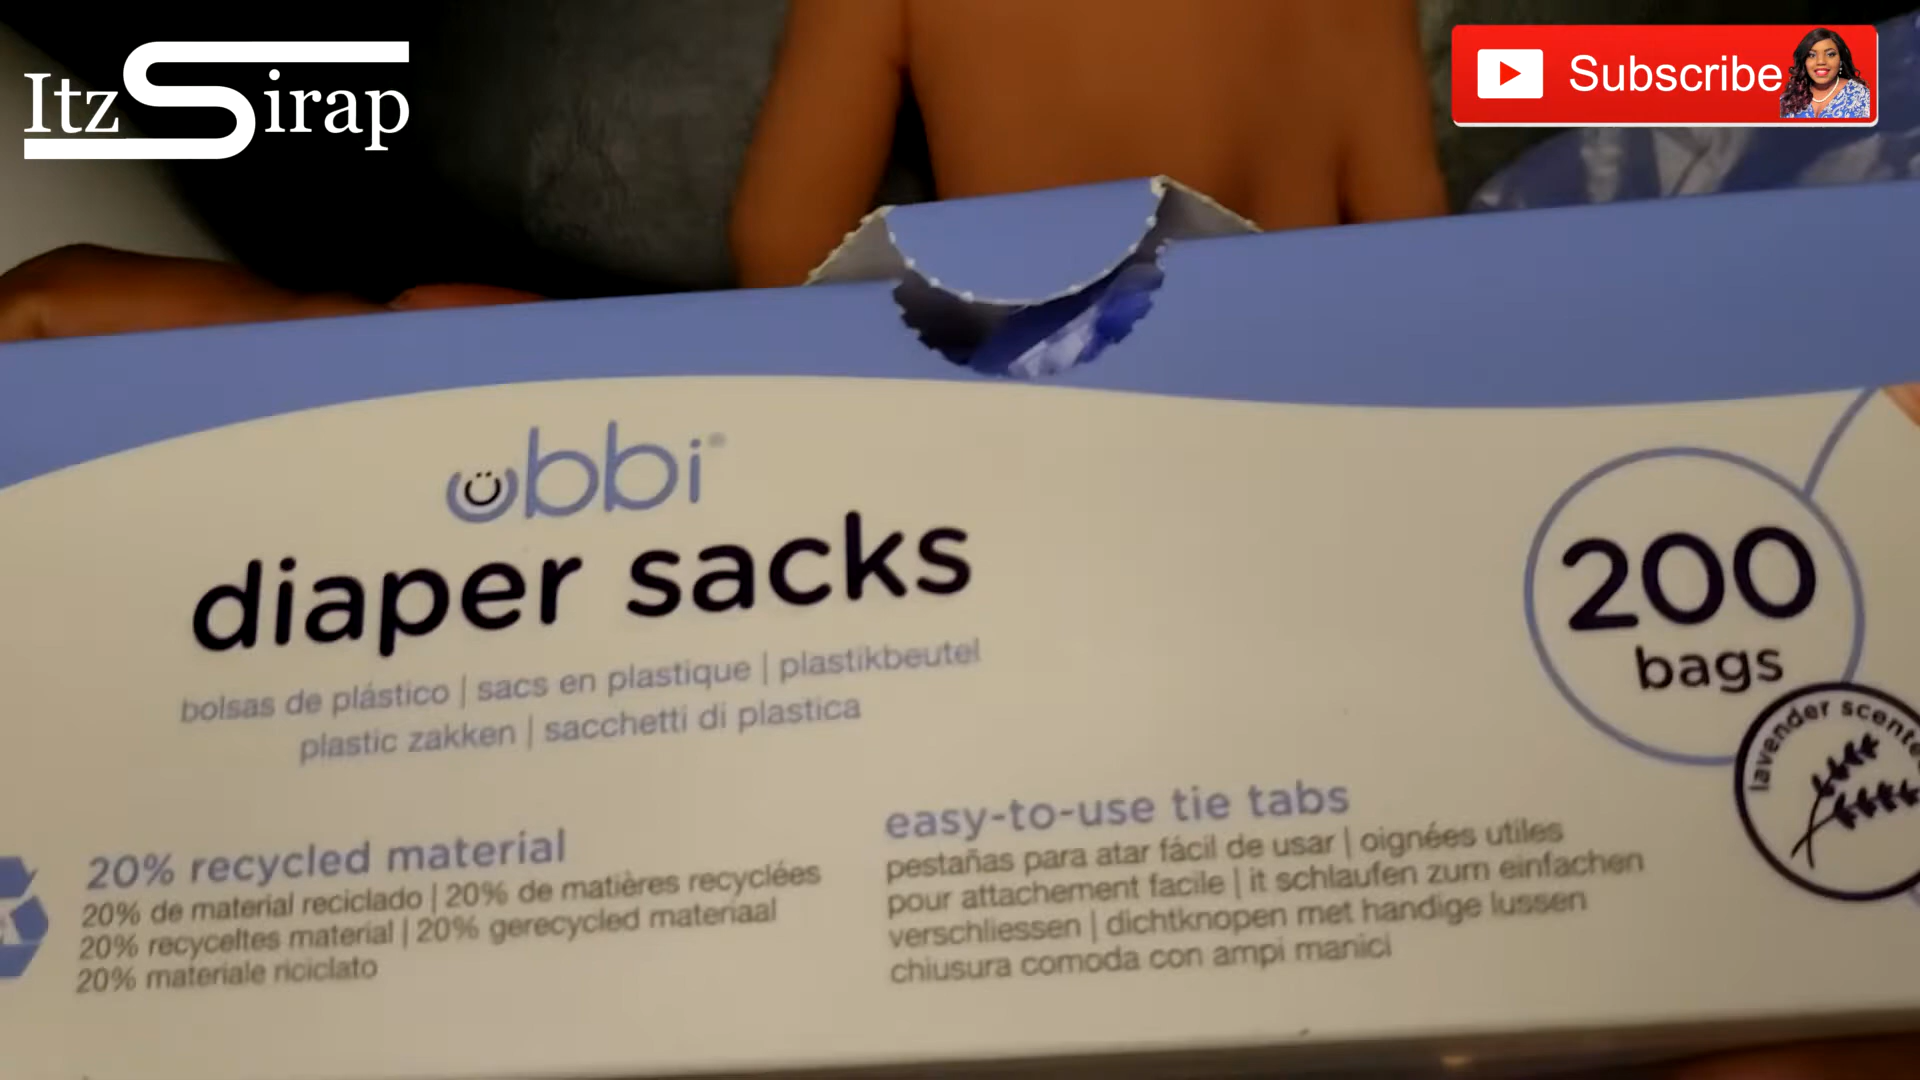 Itz Sirap
Subscribe
ubbi®
diaper sacks
bolsas de plástico | sacs en plastique | plastikbeutel
plastic zakken | sacchetti di plastica
200
bags
lavender scente
20% recycled material
20% de material reciclado | 20% de matières recyclées
20% recyceltes material | 20% gerecycled materiaal
20% materiale riciclato
easy-to-use tie tabs
pestañas para atar fácil de usar | oignées utiles
pour attachement facile | it schlaufen zum einfachen
verschliessen | dichtknopen met handige lussen
chiusura comoda con ampi manici